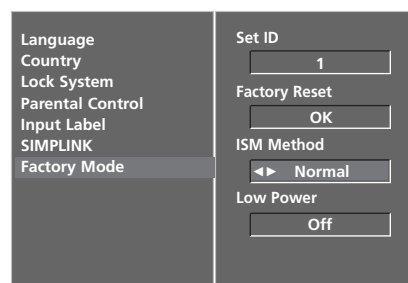 Language
Country
Lock System
Parental Control
Input Label
SIMPLINK
Factory Mode
Set ID
1
Factory Reset
OK
ISM Method
◄► Normal
Low Power
Off